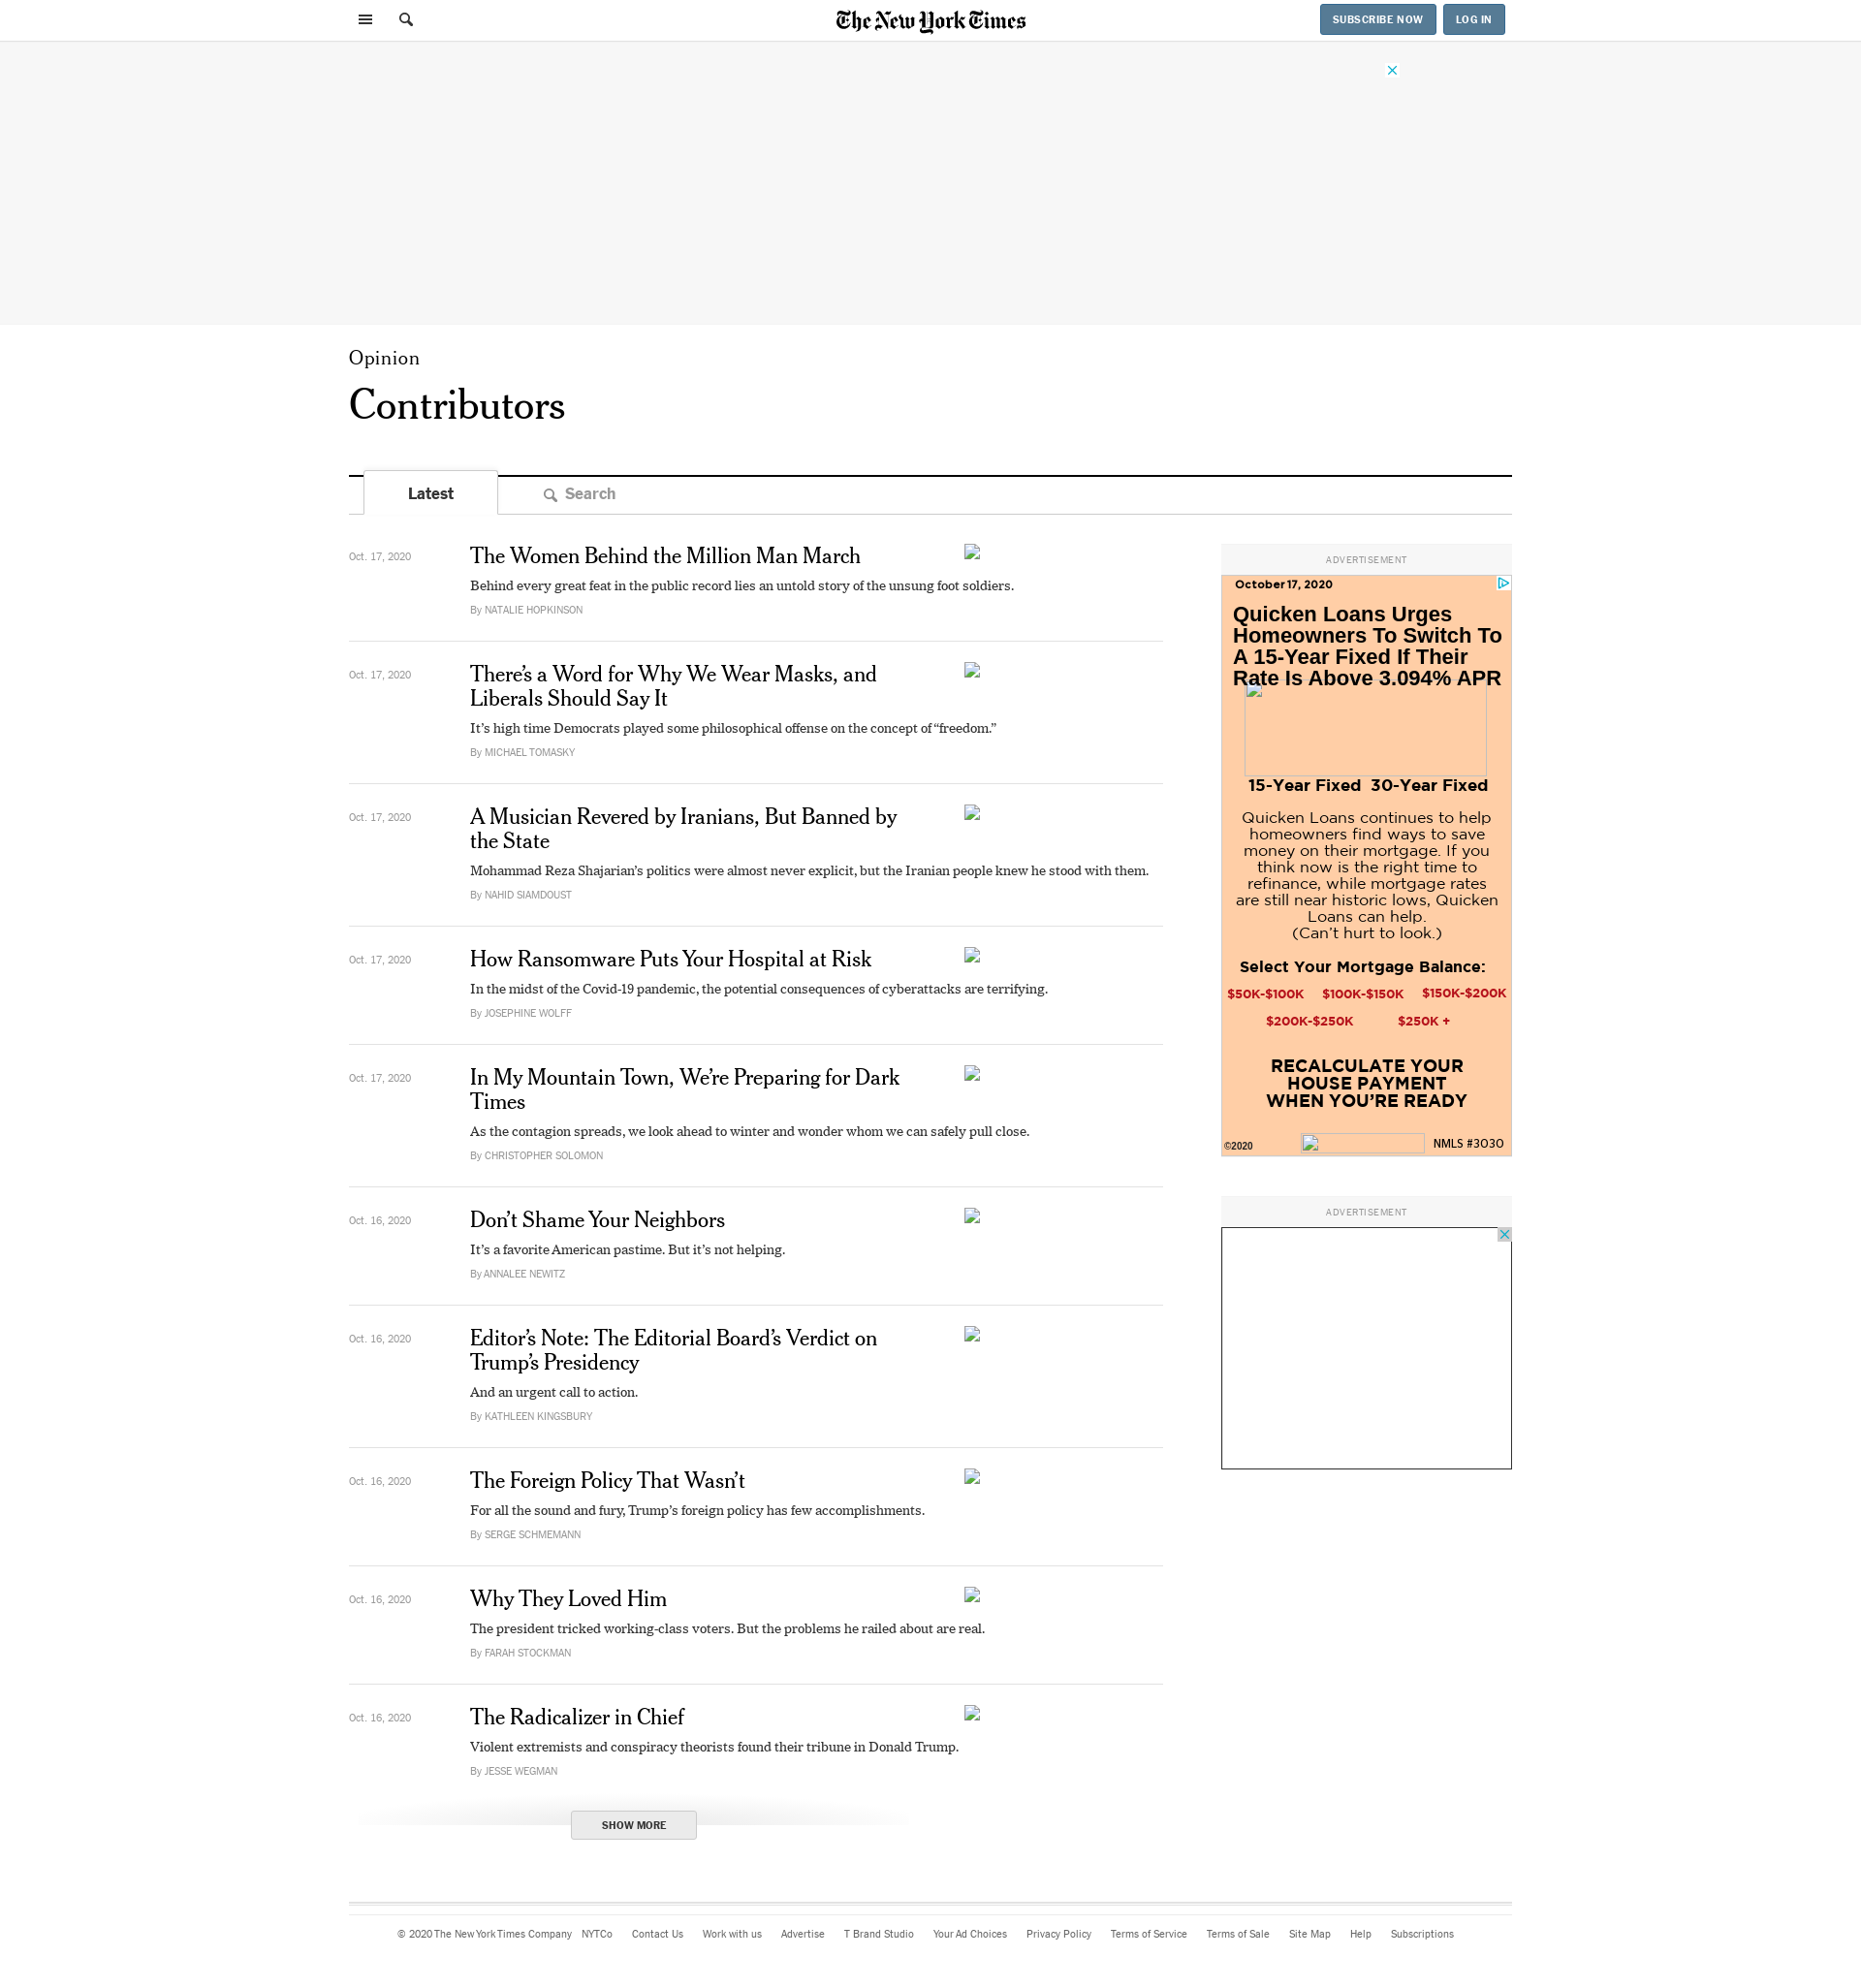 The New York Times
SUBSCRIBE NOW
LOG IN
Opinion
Contributors
Latest
Search
Oct. 17, 2020
The Women Behind the Million Man March
Behind every great feat in the public record lies an untold story of the unsung foot soldiers.
By NATALIE HOPKINSON
Oct. 17, 2020
There’s a Word for Why We Wear Masks, and
Liberals Should Say It
It’s high time Democrats played some philosophical offense on the concept of “freedom.”
By MICHAEL TOMASKY
Oct. 17, 2020
A Musician Revered by Iranians, But Banned by
the State
Mohammad Reza Shajarian’s politics were almost never explicit, but the Iranian people knew he stood with them.
By NAHID SIAMDOUST
Oct. 17, 2020
How Ransomware Puts Your Hospital at Risk
In the midst of the Covid-19 pandemic, the potential consequences of cyberattacks are terrifying.
By JOSEPHINE WOLFF
Oct. 17, 2020
In My Mountain Town, We’re Preparing for Dark
Times
As the contagion spreads, we look ahead to winter and wonder whom we can safely pull close.
By CHRISTOPHER SOLOMON
Oct. 16, 2020
Don’t Shame Your Neighbors
It’s a favorite American pastime. But it’s not helping.
By ANNALEE NEWITZ
Oct. 16, 2020
Editor’s Note: The Editorial Board’s Verdict on
Trump’s Presidency
And an urgent call to action.
By KATHLEEN KINGSBURY
Oct. 16, 2020
The Foreign Policy That Wasn’t
For all the sound and fury, Trump’s foreign policy has few accomplishments.
By SERGE SCHMEMANN
Oct. 16, 2020
Why They Loved Him
The president tricked working-class voters. But the problems he railed about are real.
By FARAH STOCKMAN
Oct. 16, 2020
The Radicalizer in Chief
Violent extremists and conspiracy theorists found their tribune in Donald Trump.
By JESSE WEGMAN
SHOW MORE
ADVERTISEMENT
October 17, 2020
Quicken Loans Urges
Homeowners To Switch To
A 15-Year Fixed If Their
Rate Is Above 3.094% APR
15-Year Fixed 30-Year Fixed
Quicken Loans continues to help
homeowners find ways to save
money on their mortgage. If you
think now is the right time to
refinance, while mortgage rates
are still near historic lows, Quicken
Loans can help.
(Can’t hurt to look.)
Select Your Mortgage Balance:
$50K-$100K $100K-$150K $150K-$200K
$200K-$250K $250K +
RECALCULATE YOUR
HOUSE PAYMENT
WHEN YOU’RE READY
©2020
NMLS #3030
ADVERTISEMENT
© 2020 The New York Times Company NYTCo Contact Us Work with us Advertise T Brand Studio Your Ad Choices Privacy Policy Terms of Service Terms of Sale Site Map Help Subscriptions